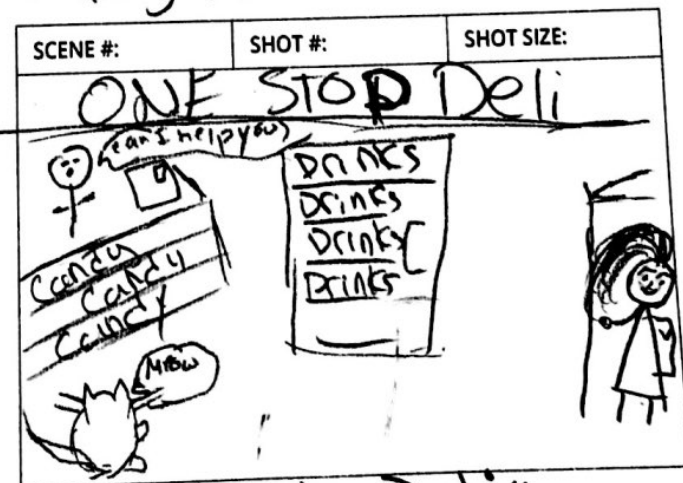 SCENE #:
SHOT #:
SHOT SIZE:
ONE STOP Deli
can I help you
Drinks
Drinks
Drinks
Drinks
Candy
Candy
Candy
Meow